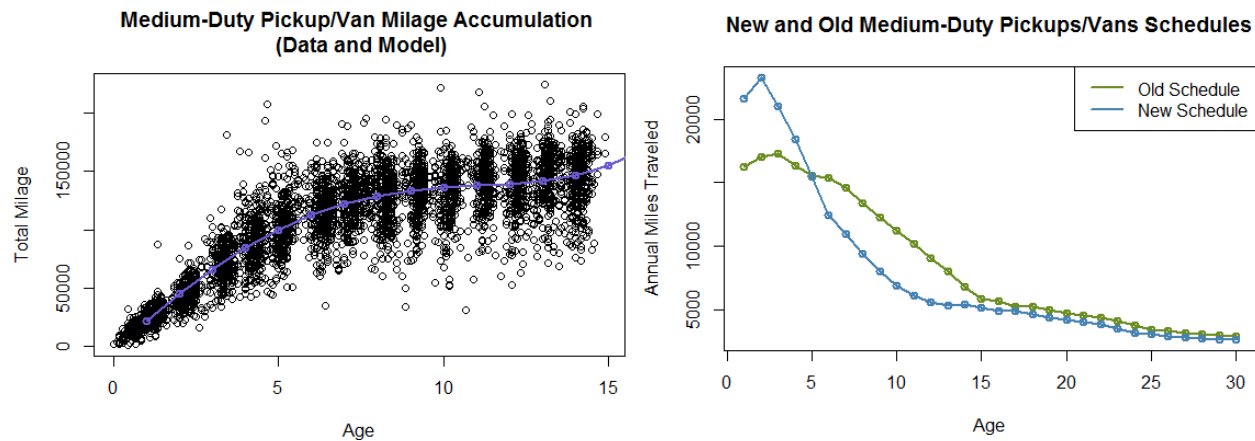 Medium-Duty Pickup/Van Milage Accumulation
(Data and Model)
Total Milage
0
50000
150000
0
5
10
15
Age
New and Old Medium-Duty Pickups/Vans Schedules
Old Schedule
New Schedule
Annual Miles Traveled
5000
10000
20000
0
5
10
15
20
25
30
Age